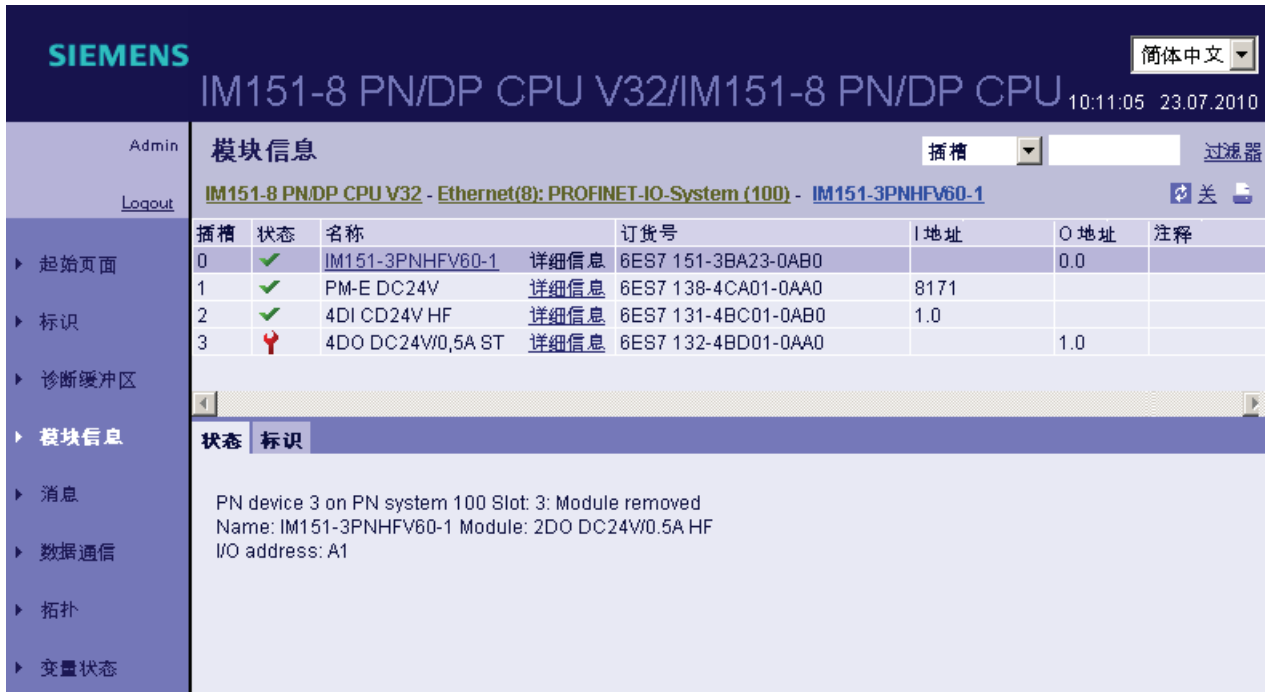 SIEMENS
简体中文
IM151-8 PN/DP CPU V32/IM151-8 PN/DP CPU 10:11:05 23.07.2010
Admin
Logout
模块信息
插槽
过滤器
IM151-8 PN/DP CPU V32 - Ethernet(8): PROFINET-IO-System (100) - IM151-3PNHFV60-1
关
插槽 状态 名称 订货号 I 地址 O 地址 注释
0 IM151-3PNHFV60-1 详细信息 6ES7 151-3BA23-0AB0 0.0
1 PM-E DC24V 详细信息 6ES7 138-4CA01-0AA0 8171
2 4DI CD24V HF 详细信息 6ES7 131-4BC01-0AB0 1.0
3 4DO DC24V/0,5A ST 详细信息 6ES7 132-4BD01-0AA0 1.0
起始页面
标识
诊断缓冲区
模块信息
消息
数据通信
拓扑
变量状态
状态 标识
PN device 3 on PN system 100 Slot: 3: Module removed
Name: IM151-3PNHFV60-1 Module: 2DO DC24V/0.5A HF
I/O address: A1